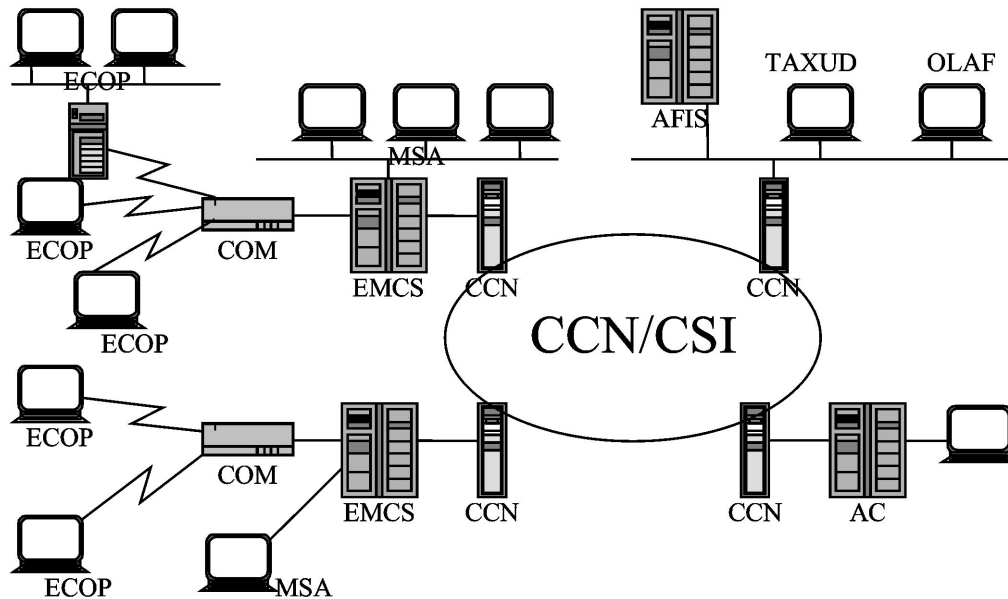 ECOP
TAXUD
OLAF
AFIS
MSA
ECOP
COM
EMCS
CCN
CCN
ECOP
CCN/CSI
ECOP
COM
EMCS
CCN
CCN
AC
ECOP
MSA